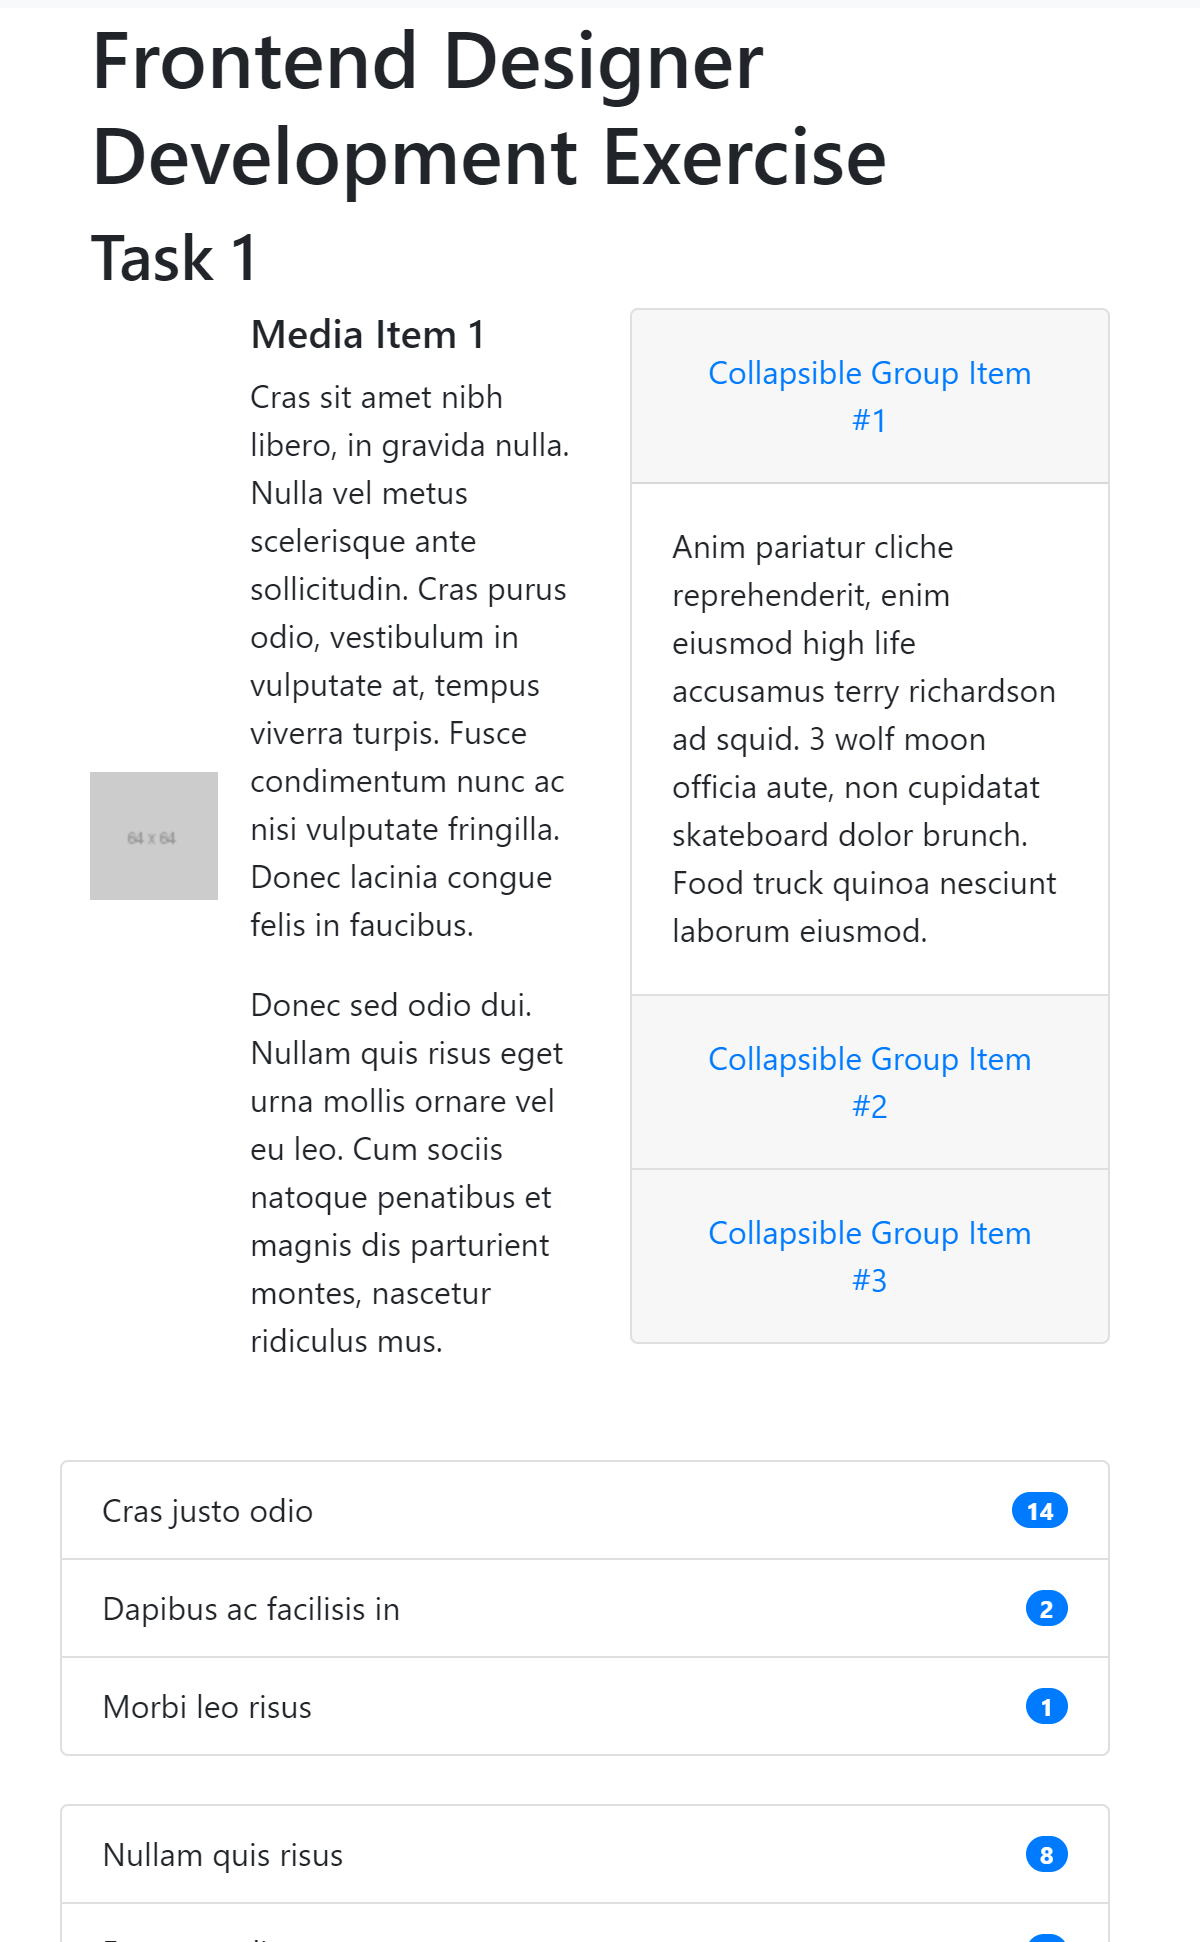 Frontend Designer
Development Exercise
Task 1
Media Item 1
Cras sit amet nibh
libero, in gravida nulla.
Nulla vel metus
scelerisque ante
sollicitudin. Cras purus
odio, vestibulum in
vulputate at, tempus
viverra turpis. Fusce
condimentum nunc ac
nisi vulputate fringilla.
Donec lacinia congue
felis in faucibus.
64 x 64
Donec sed odio dui.
Nullam quis risus eget
urna mollis ornare vel
eu leo. Cum sociis
natoque penatibus et
magnis dis parturient
montes, nascetur
ridiculus mus.
Collapsible Group Item
#1
Anim pariatur cliche
reprehenderit, enim
eiusmod high life
accusamus terry richardson
ad squid. 3 wolf moon
officia aute, non cupidatat
skateboard dolor brunch.
Food truck quinoa nesciunt
laborum eiusmod.
Collapsible Group Item
#2
Collapsible Group Item
#3
Cras justo odio 14
Dapibus ac facilisis in 2
Morbi leo risus 1
Nullam quis risus 8